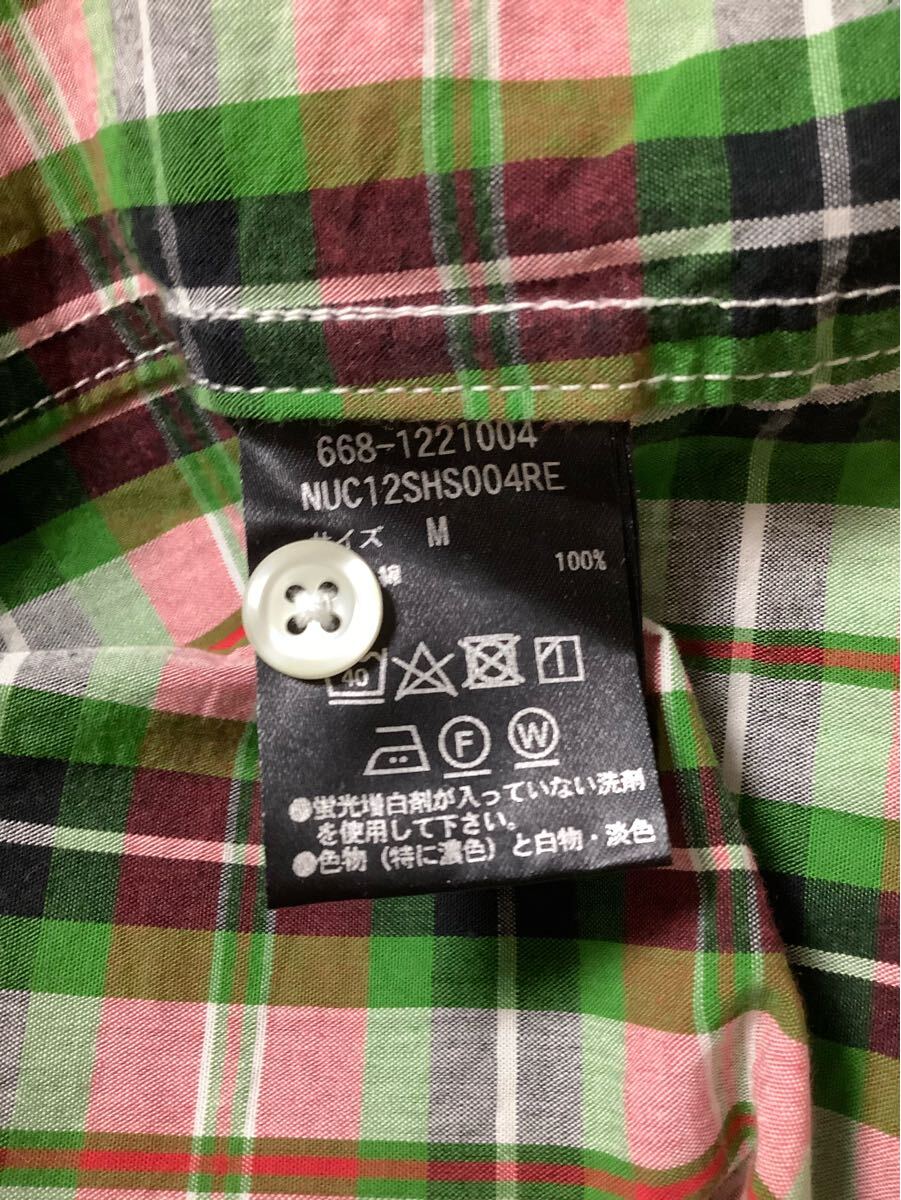 668-1221004
NUC12SHS004RE
サイズ M
綿 100%
40
F W
●蛍光増白剤が入っていない洗剤
を使用して下さい。
●色物（特に濃色）と白物・淡色